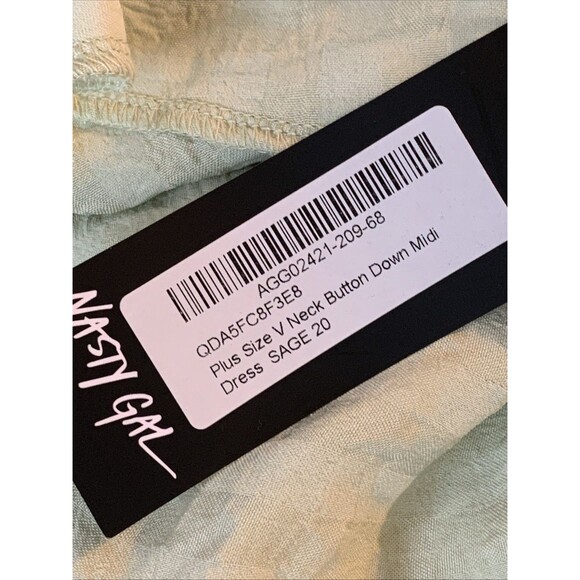 AGG02421-209-68
QDA5FC8F3E8
Plus Size V Neck Button Down Midi
Dress SAGE 20
NASTY GAL